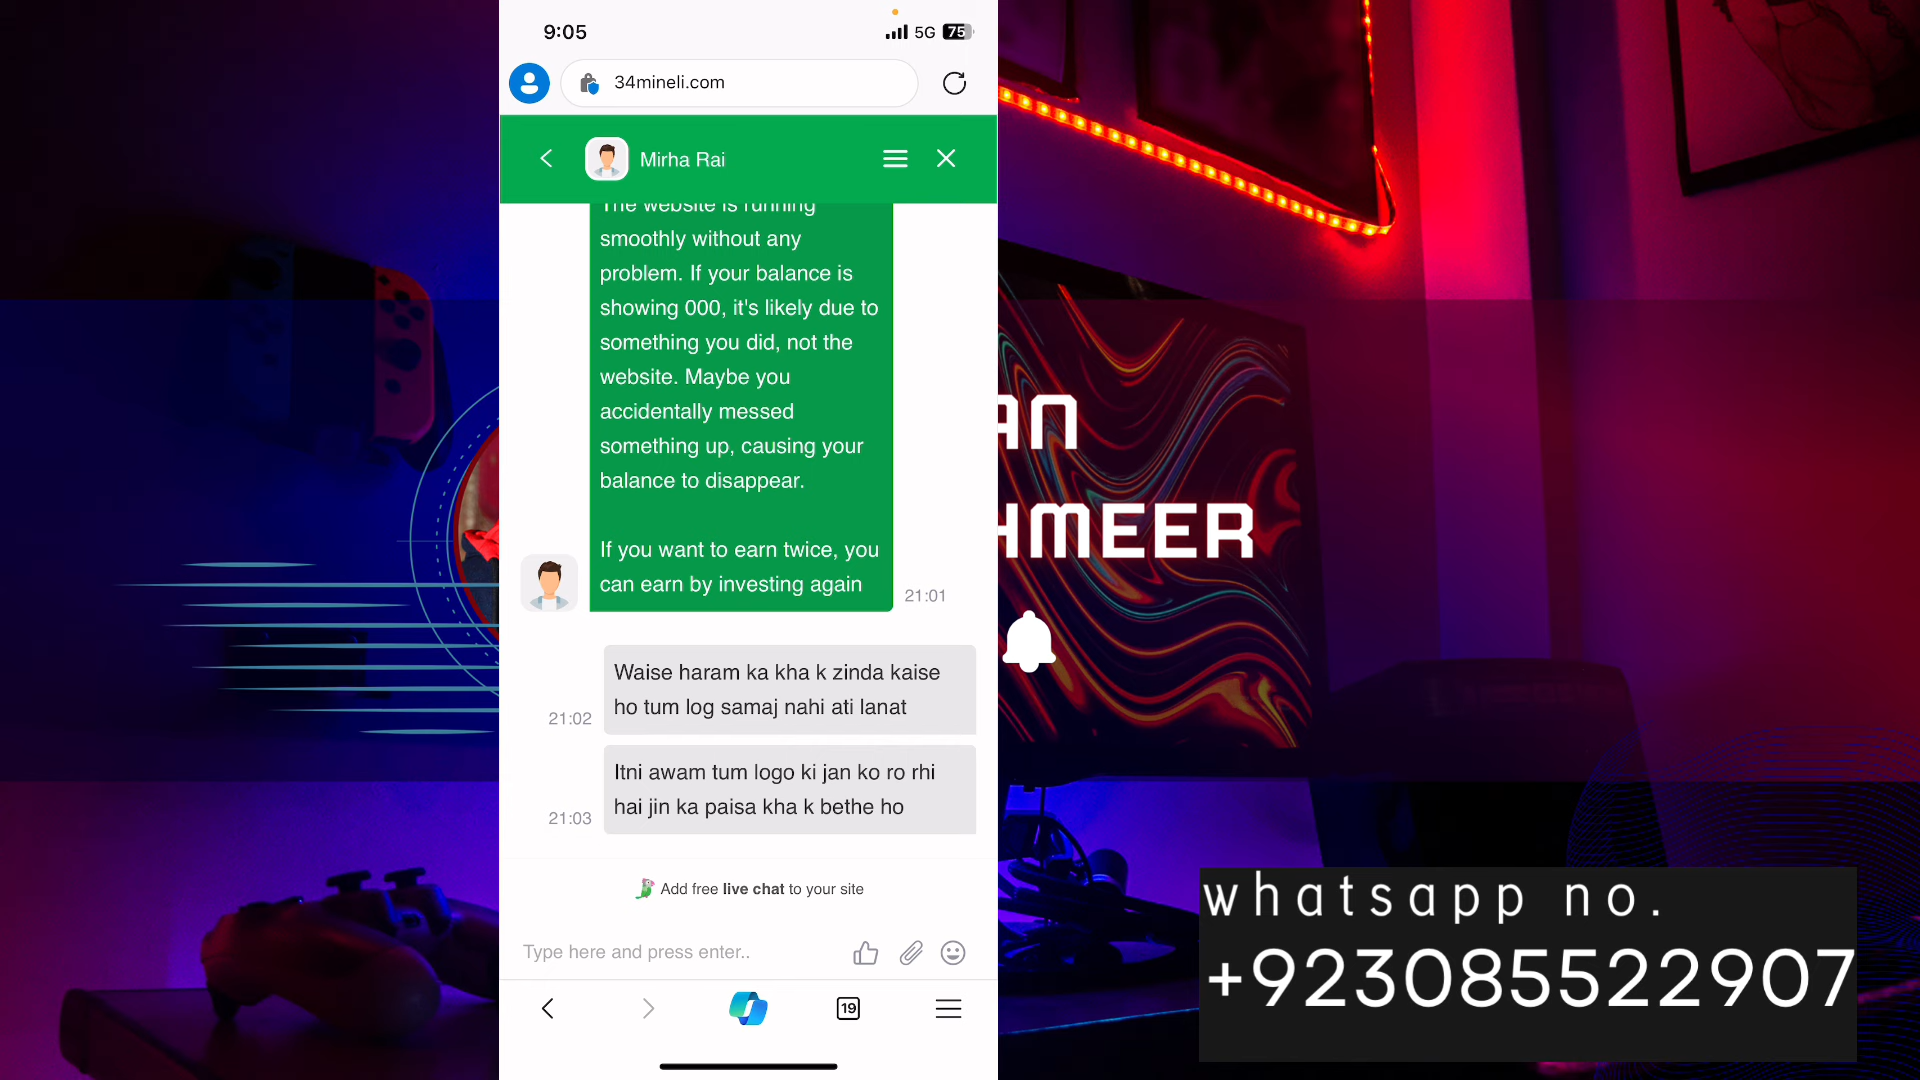 9:05
5G
75
34mineli.com
Mirha Rai
The website is running
smoothly without any
problem. If your balance is
showing 000, it's likely due to
something you did, not the
website. Maybe you
accidentally messed
something up, causing your
balance to disappear.
If you want to earn twice, you
can earn by investing again
21:01
Waise haram ka kha k zinda kaise
ho tum log samaj nahi ati lanat
21:02
Itni awam tum logo ki jan ko ro rhi
hai jin ka paisa kha k bethe ho
21:03
Add free live chat to your site
Type here and press enter..
19
AN
HMEER
whatsapp no.
+923085522907